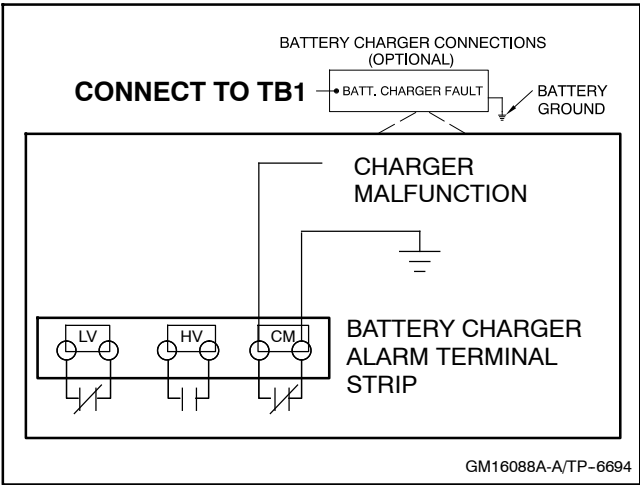 BATTERY CHARGER CONNECTIONS
(OPTIONAL)
CONNECT TO TB1
BATT. CHARGER FAULT
BATTERY
GROUND
CHARGER
MALFUNCTION
LV
HV
CM
BATTERY CHARGER
ALARM TERMINAL
STRIP
GM16088A-A/TP-6694